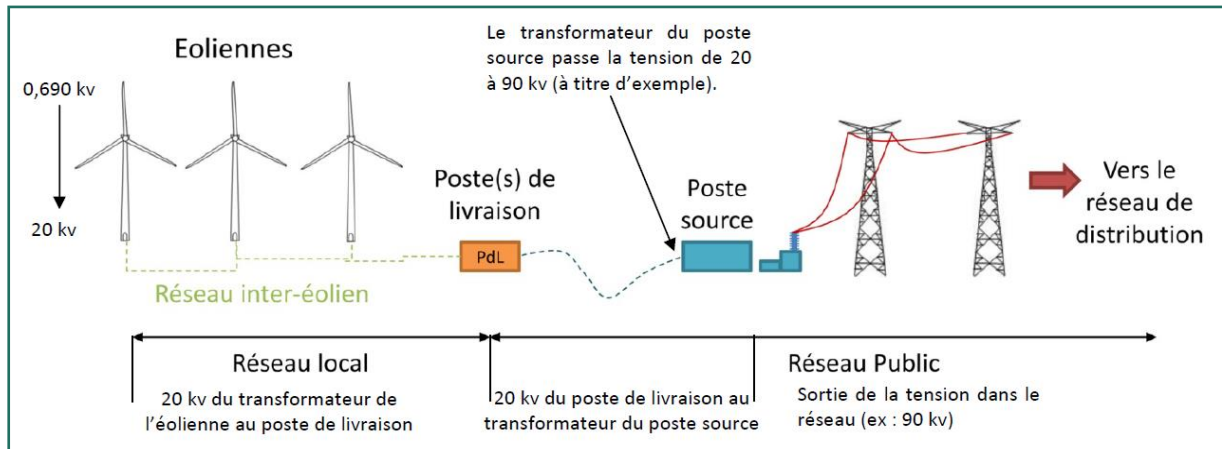 Eoliennes
0,690 kv
20 kv
Le transformateur du poste
source passe la tension de 20
à 90 kv (à titre d'exemple).
Poste(s) de
livraison
PdL
Poste
source
Vers le
réseau de
distribution
Réseau inter-éolien
Réseau local
20 kv du transformateur de
l'éolienne au poste de livraison
20 kv du poste de livraison au
transformateur du poste source
Réseau Public
Sortie de la tension dans le
réseau (ex : 90 kv)